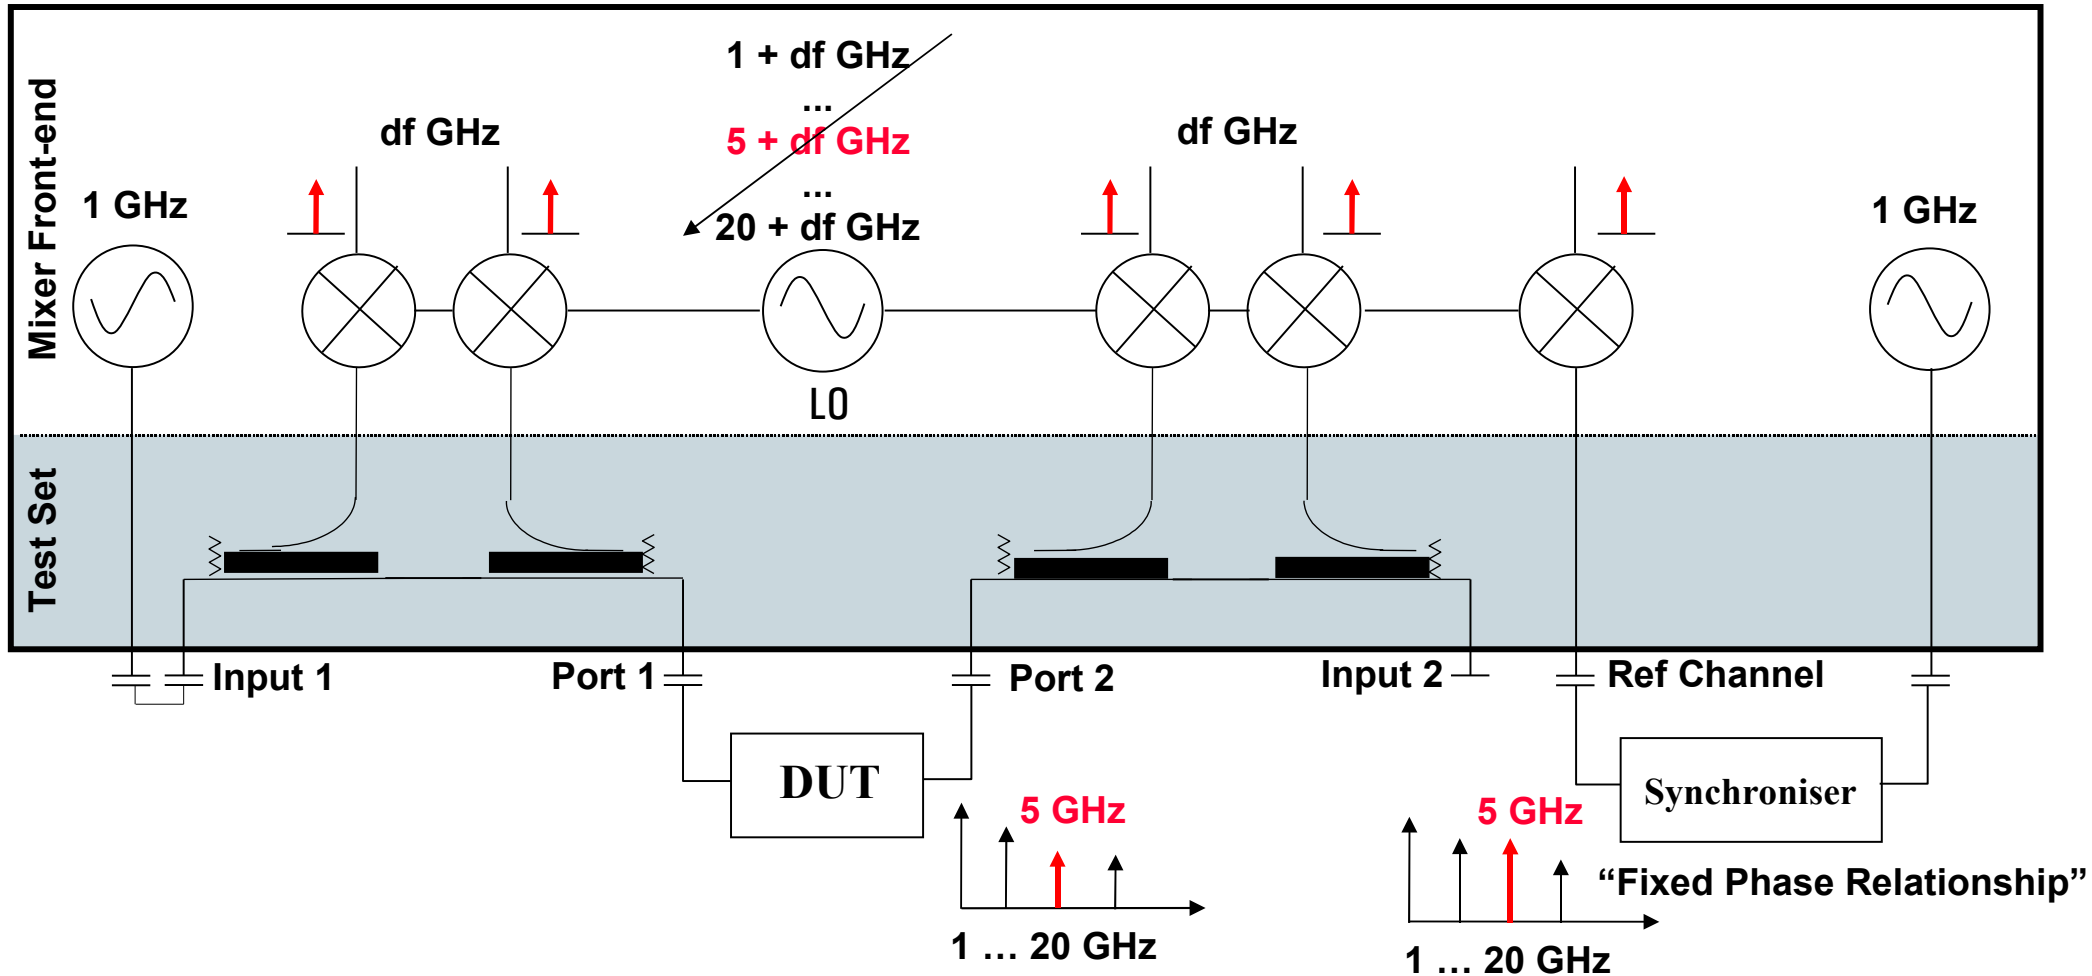 Mixer Front-end
1 GHz
df GHz
1 + df GHz
...
5 + df GHz
...
20 + df GHz
df GHz
1 GHz
LO
Test Set
Input 1
Port 1
Port 2
Input 2
Ref Channel
DUT
Synchroniser
5 GHz
1 ... 20 GHz
5 GHz
“Fixed Phase Relationship”
1 ... 20 GHz